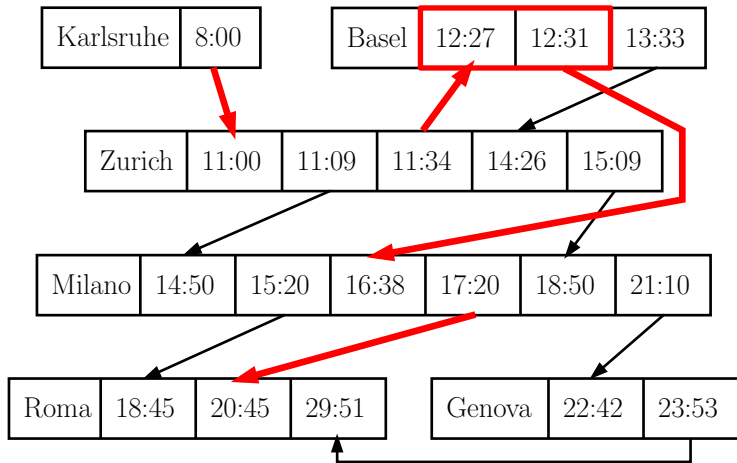 Karlsruhe 8:00 Basel 12:27 12:31 13:33
Zurich 11:00 11:09 11:34 14:26 15:09
Milano 14:50 15:20 16:38 17:20 18:50 21:10
Roma 18:45 20:45 29:51 Genova 22:42 23:53